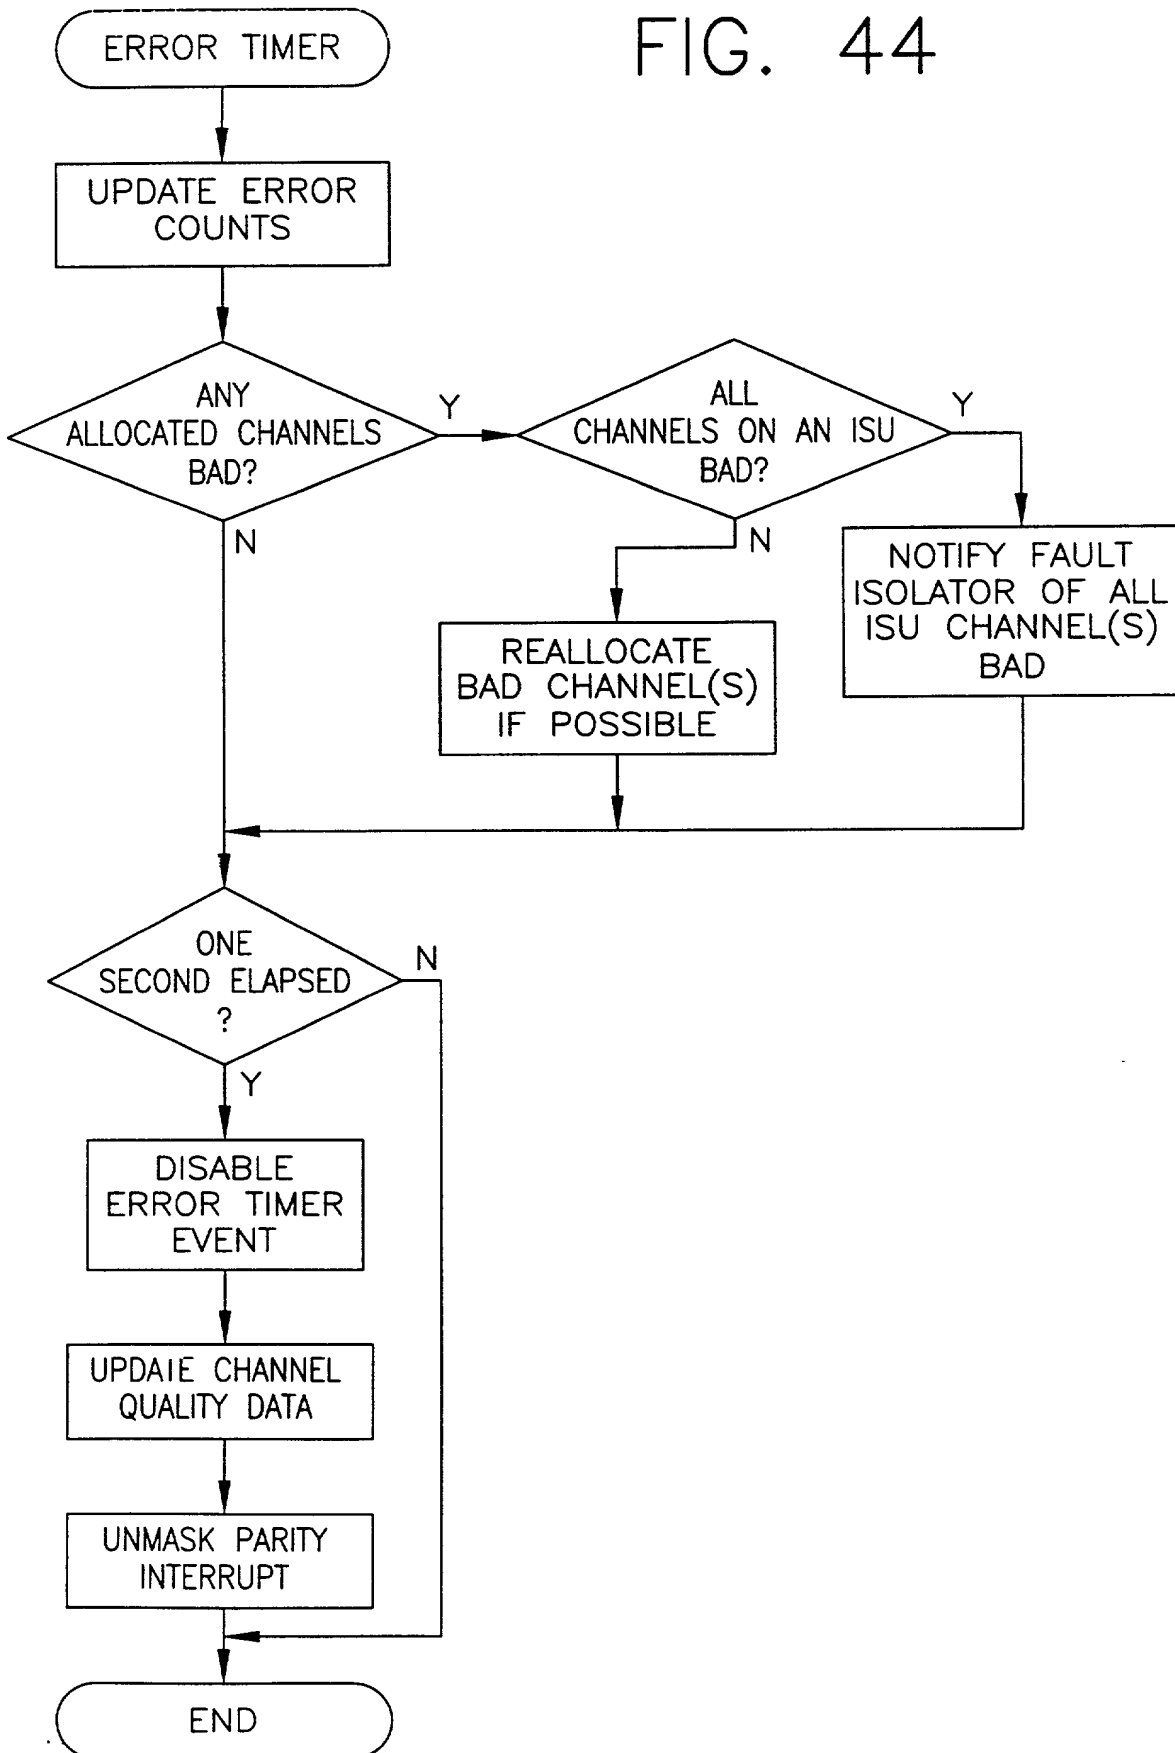 FIG. 44
ERROR TIMER
UPDATE ERROR
COUNTS
ANY
ALLOCATED CHANNELS
BAD?
Y
N
ALL
CHANNELS ON AN ISU
BAD?
Y
N
NOTIFY FAULT
ISOLATOR OF ALL
ISU CHANNEL(S)
BAD
REALLOCATE
BAD CHANNEL(S)
IF POSSIBLE
ONE
SECOND ELAPSED
?
N
Y
DISABLE
ERROR TIMER
EVENT
UPDATE CHANNEL
QUALITY DATA
UNMASK PARITY
INTERRUPT
END